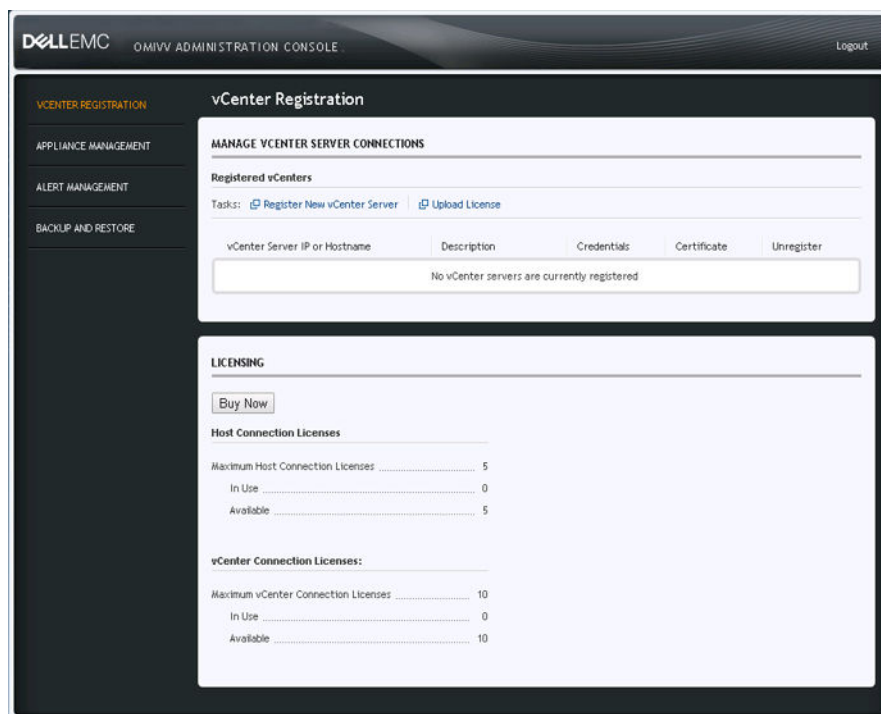 DELLEMC OMIVV ADMINISTRATION CONSOLE Logout
VCENTER REGISTRATION
APPLIANCE MANAGEMENT
ALERT MANAGEMENT
BACKUP AND RESTORE
vCenter Registration
MANAGE VCENTER SERVER CONNECTIONS
Registered vCenters
Tasks: Register New vCenter Server Upload License
vCenter Server IP or Hostname Description Credentials Certificate Unregister
No vCenter servers are currently registered
LICENSING
Buy Now
Host Connection Licenses
Maximum Host Connection Licenses 5
In Use 0
Available 5
vCenter Connection Licenses:
Maximum vCenter Connection Licenses 10
In Use 0
Available 10